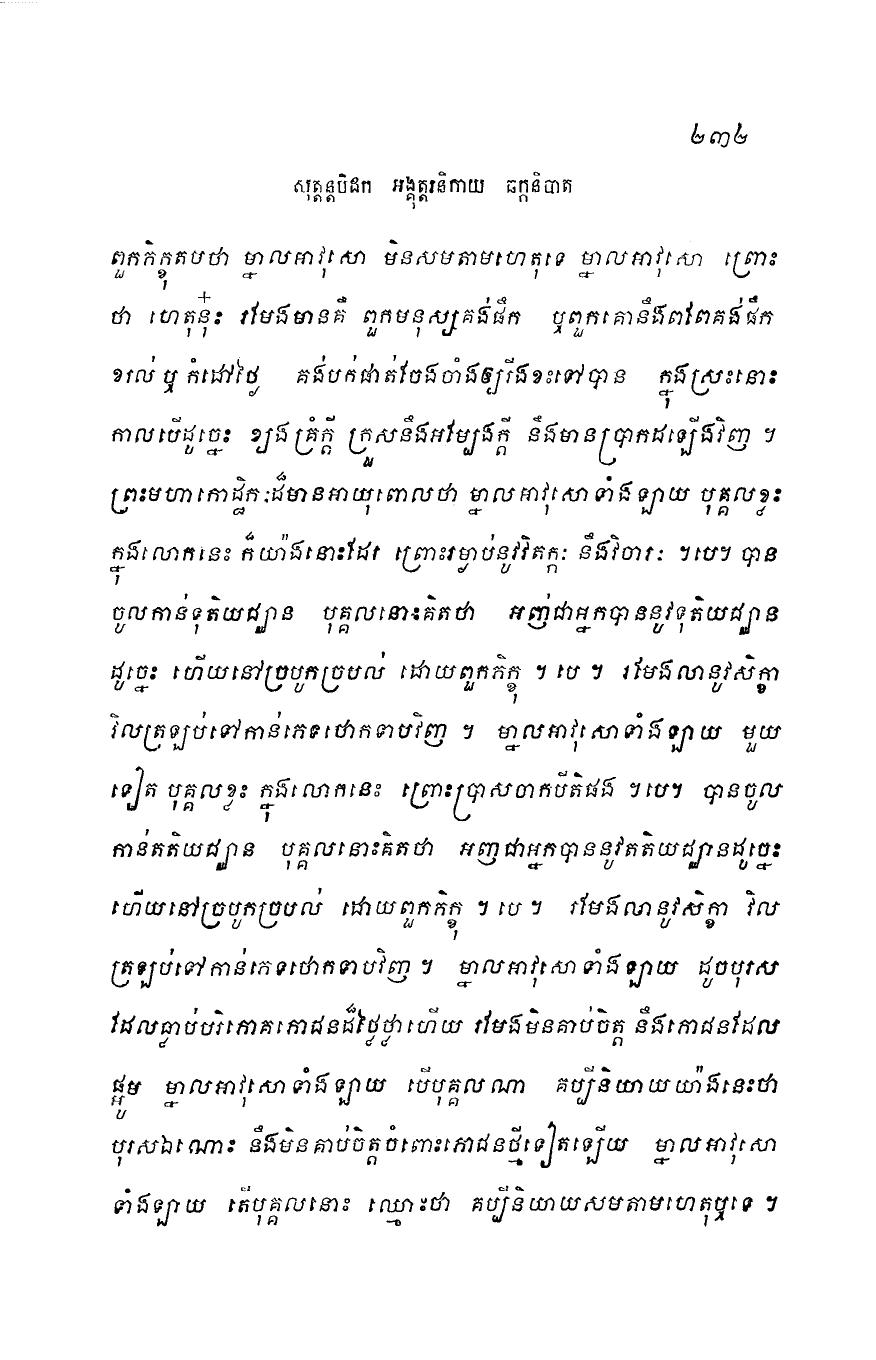 ២៣២
សុត្តន្តបិដក អង្គុត្តរនិកាយ ឆក្កនិបាត
ពួកភិក្ខុតបថា ម្នាលអាវុសោ មិនសមតាមហេតុទេ ម្នាលអាវុសោ ព្រោះ
ថា ហេតុនុ៎ះ រមែងមានគឺ ពួកមនុស្សគង់ផឹក ឬពួកគោនឹងពពែគង់ផឹក
ខរល់ ឬ កំដៅថ្ងៃ គង់បក់ផាត់ចែងចាំងឲ្យរីងខះទៅបាន ក្នុងស្រះនោះ
កាលបើដូច្នេះ ខ្យងគ្រំក្តី ក្រួសនឹងអម្បែងក្តី នឹងមានប្រាកដឡើងវិញ ។
ព្រះមហាកោដ្ឋិកៈដ៏មានអាយុពោលថា ម្នាលអាវុសោទាំងឡាយ បុគ្គលខ្លះ
ក្នុងលោកនេះ ក៏យ៉ាងនោះដែរ ព្រោះរម្ងាប់នូវវិតក្កៈ នឹងវិចារៈ ។បេ។ បាន
ចូលកាន់ទុតិយជ្ឈាន បុគ្គលនោះគិតថា អញជាអ្នកបាននូវទុតិយជ្ឈាន
ដូច្នេះ ហើយនៅច្របូកច្របល់ ដោយពួកភិក្ខុ ។ បេ ។ រមែងលានូវសិក្ខា
វិលត្រឡប់ទៅកាន់ភេទថោកទាបវិញ ។ ម្នាលអាវុសោទាំងឡាយ មួយ
ទៀត បុគ្គលខ្លះ ក្នុងលោកនេះ ព្រោះប្រាសចាកបីតិផង ។បេ។ បានចូល
កាន់តតិយជ្ឈាន បុគ្គលនោះគិតថា អញជាអ្នកបាននូវតតិយជ្ឈានដូច្នេះ
ហើយនៅច្របូកច្របល់ ដោយពួកភិក្ខុ ។ បេ ។ រមែងលានូវសិក្ខា វិល
ត្រឡប់ទៅកាន់ភេទថោកទាបវិញ ។ ម្នាលអាវុសោទាំងឡាយ ដូចបុរស
ដែលធ្លាប់បរិភោគភោជនដ៏ថ្លៃថ្លាហើយ រមែងមិនគាប់ចិត្ត នឹងភោជនដែល
ផ្អូម ម្នាលអាវុសោទាំងឡាយ បើបុគ្គលណា គប្បីនិយាយយ៉ាងនេះថា
បុរសឯណោះ នឹងមិនគាប់ចិត្តចំពោះភោជនថ្មីទៀតឡើយ ម្នាលអាវុសោ
ទាំងឡាយ តើបុគ្គលនោះ ឈ្មោះថា គប្បីនិយាយសមតាមហេតុឬទេ ។